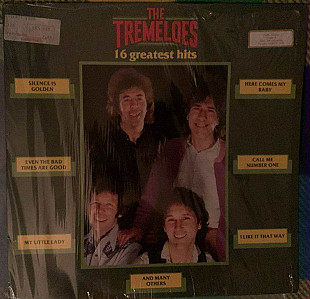 THE
TREMELOES
16 greatest hits
SILENCE IS
GOLDEN
HERE COMES MY
BABY
EVEN THE BAD
TIMES ARE GOOD
CALL ME
NUMBER ONE
MY LITTLE LADY
I LIKE IT THAT WAY
AND MANY
OTHERS